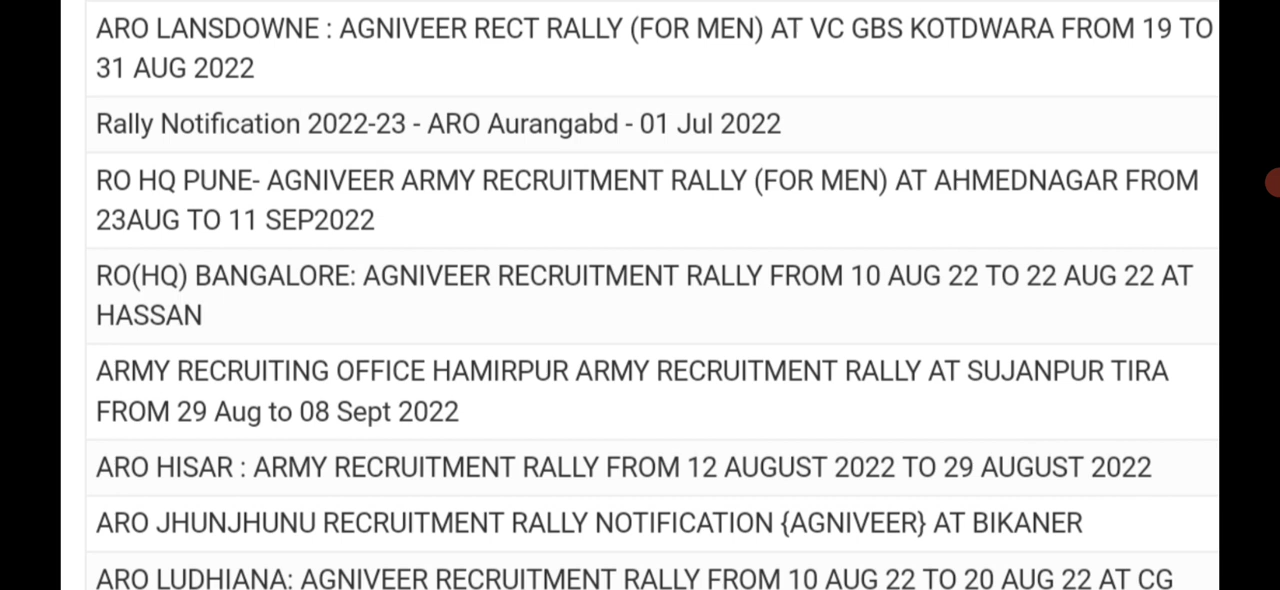 ARO LANSDOWNE : AGNIVEER RECT RALLY (FOR MEN) AT VC GBS KOTDWARA FROM 19 TO
31 AUG 2022
Rally Notification 2022-23 - ARO Aurangabd - 01 Jul 2022
RO HQ PUNE- AGNIVEER ARMY RECRUITMENT RALLY (FOR MEN) AT AHMEDNAGAR FROM
23AUG TO 11 SEP2022
RO(HQ) BANGALORE: AGNIVEER RECRUITMENT RALLY FROM 10 AUG 22 TO 22 AUG 22 AT
HASSAN
ARMY RECRUITING OFFICE HAMIRPUR ARMY RECRUITMENT RALLY AT SUJANPUR TIRA
FROM 29 Aug to 08 Sept 2022
ARO HISAR : ARMY RECRUITMENT RALLY FROM 12 AUGUST 2022 TO 29 AUGUST 2022
ARO JHUNJHUNU RECRUITMENT RALLY NOTIFICATION {AGNIVEER} AT BIKANER
ARO LUDHIANA: AGNIVEER RECRUITMENT RALLY FROM 10 AUG 22 TO 20 AUG 22 AT CG